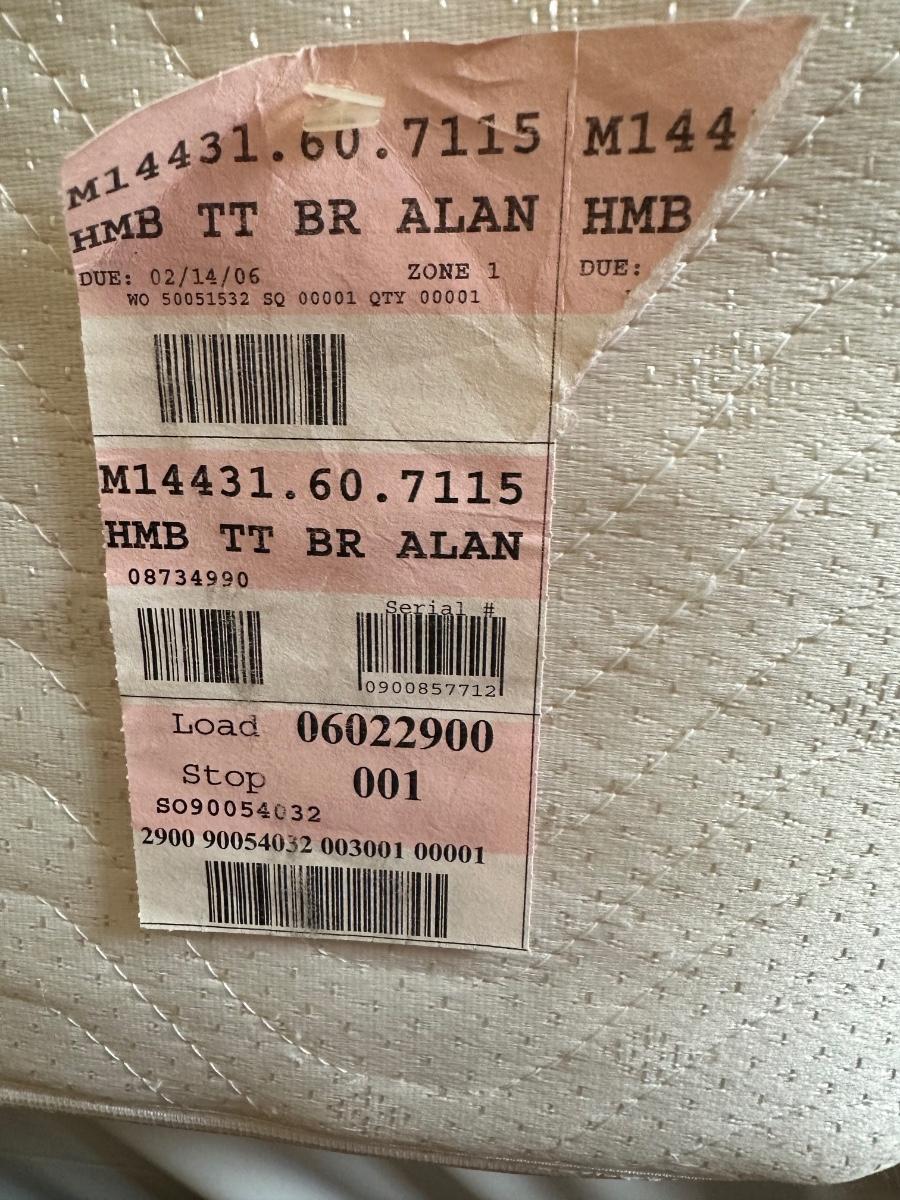 M14431.60.7115 M144
HMB TT BR ALAN HMB
DUE: 02/14/06 ZONE 1 DUE:
WO 50051532 SQ 00001 QTY 00001
M14431.60.7115
HMB TT BR ALAN
08734990
Serial #
0900857712
Load 06022900
Stop 001
SO90054032
2900 90054032 003001 00001